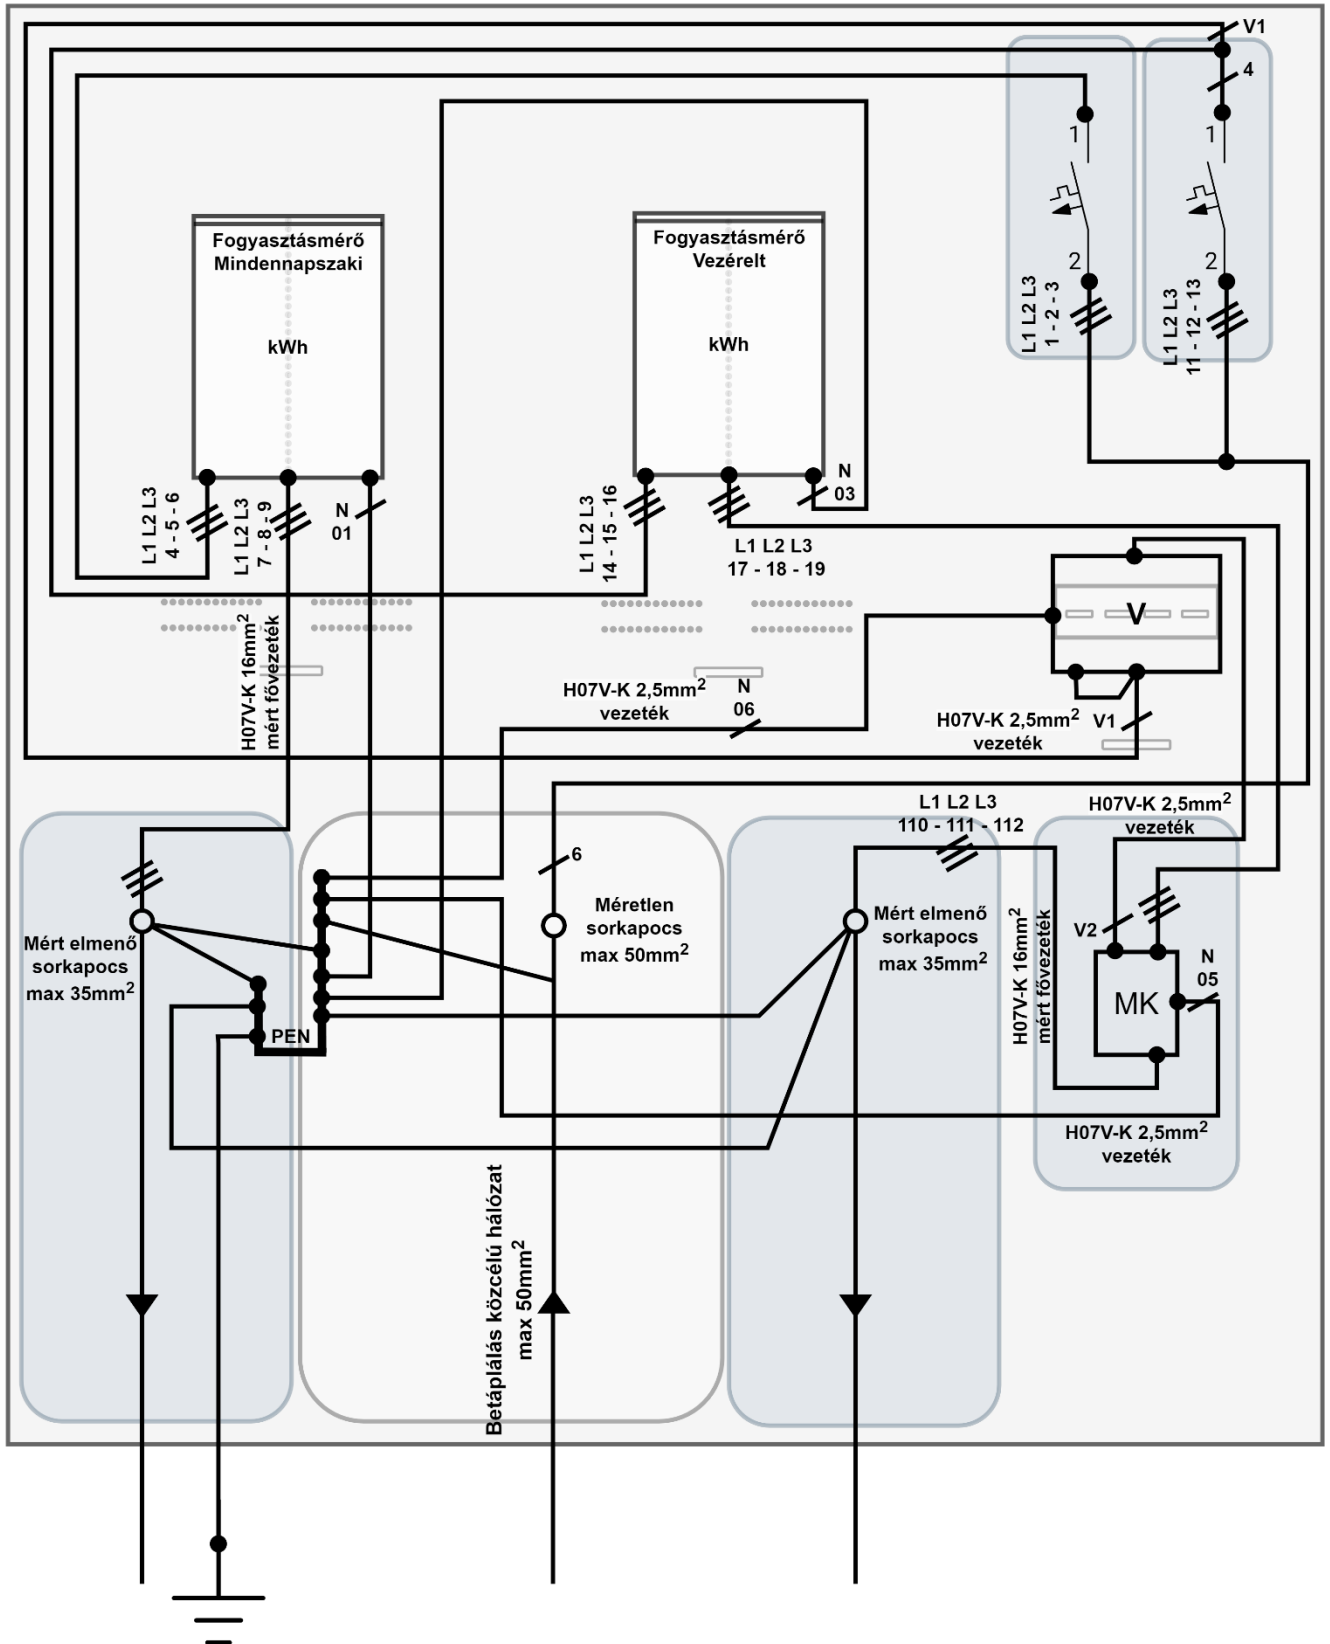 V1
4
1
1
2
2
L1 L2 L3
1 - 2 - 3
L1 L2 L3
11 - 12 - 13
Fogyasztásmérő
Mindennapszaki
kWh
Fogyasztásmérő
Vezérelt
kWh
L1 L2 L3
4 - 5 - 6
L1 L2 L3
7 - 8 - 9
N
01
L1 L2 L3
14 - 15 - 16
L1 L2 L3
17 - 18 - 19
N
03
V
H07V-K 16mm²
mért fővezeték
H07V-K 2,5mm²
vezeték
N
06
H07V-K 2,5mm²
vezeték
V1
L1 L2 L3
110 - 111 - 112
H07V-K 2,5mm²
vezeték
6
Mért elmenő
sorkapocs
max 35mm²
PEN
Méretlen
sorkapocs
max 50mm²
Mért elmenő
sorkapocs
max 35mm²
H07V-K 16mm²
mért fővezeték
V2
MK
N
05
H07V-K 2,5mm²
vezeték
Betáplálás közcélú hálózat
max 50mm²